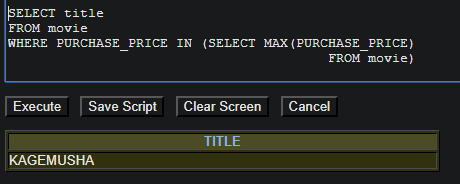 SELECT title
FROM movie
WHERE PURCHASE_PRICE IN (SELECT MAX(PURCHASE_PRICE)
FROM movie)
Execute Save Script Clear Screen Cancel
TITLE
KAGEMUSHA